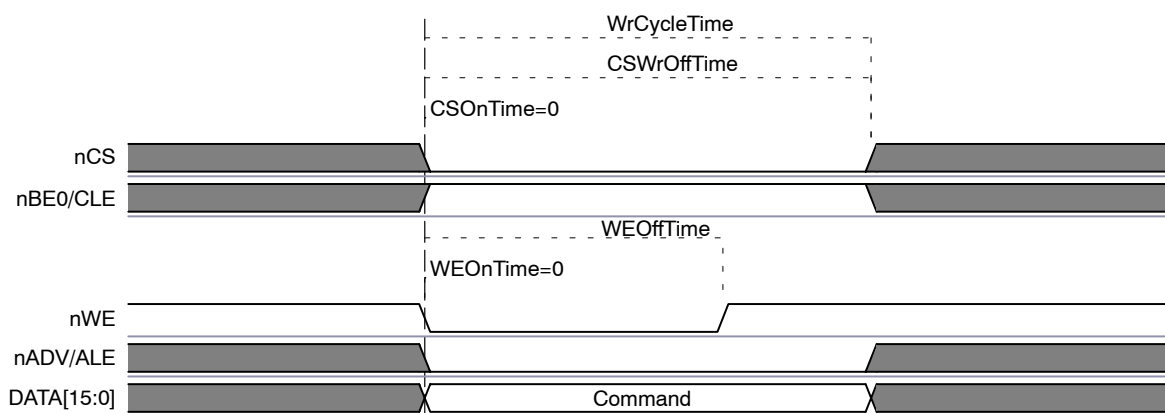 WrCycleTime
CSWrOffTime
CSOnTime=0
nCS
nBE0/CLE
WEOffTime
WEOnTime=0
nWE
nADV/ALE
DATA[15:0] Command